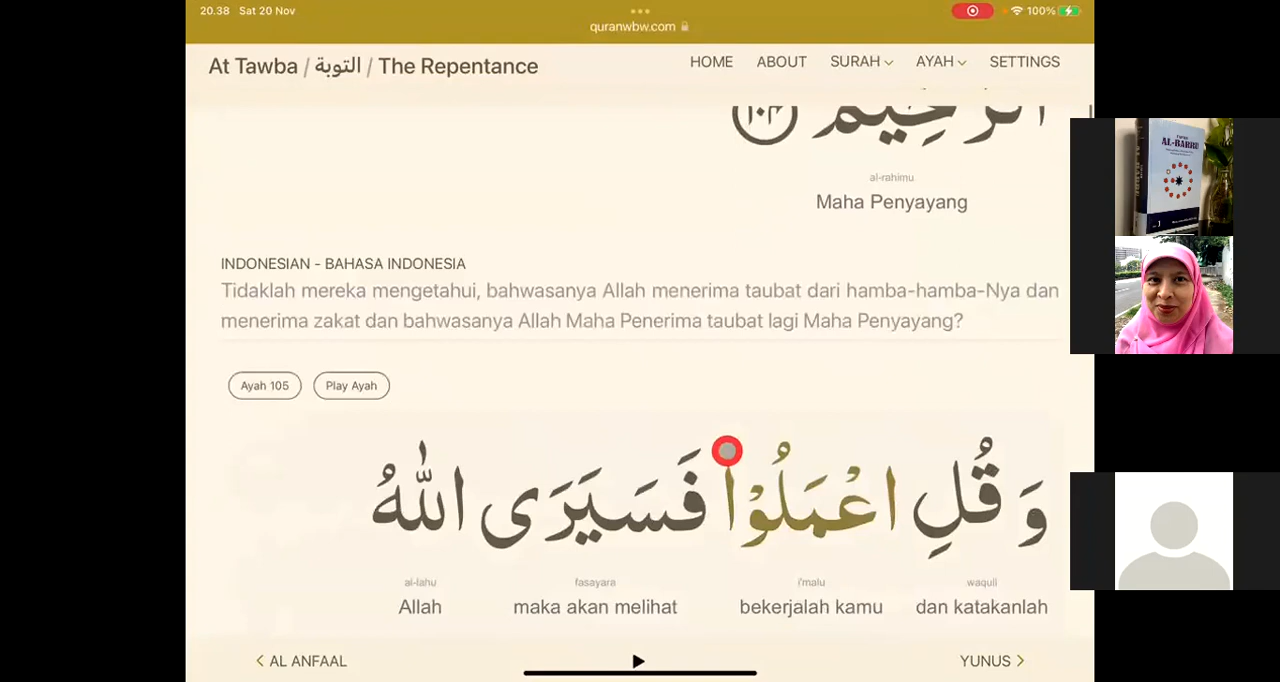 20.38 Sat 20 Nov
quranwbw.com
100%
At Tawba / التوبة / The Repentance
HOME ABOUT SURAH AYAH SETTINGS
الرَّحِيْمُ ١٠٤
al-rahimu
Maha Penyayang
INDONESIAN - BAHASA INDONESIA
Tidaklah mereka mengetahui, bahwasanya Allah menerima taubat dari hamba-hamba-Nya dan
menerima zakat dan bahwasanya Allah Maha Penerima taubat lagi Maha Penyayang?
Ayah 105 Play Ayah
وَقُلِ اعْمَلُوْا فَسَيَرَى اللّٰهُ
waquli i'malu fasayara al-lahu
dan katakanlah bekerjalah kamu maka akan melihat Allah
AL ANFAAL YUNUS
AL-BARRU